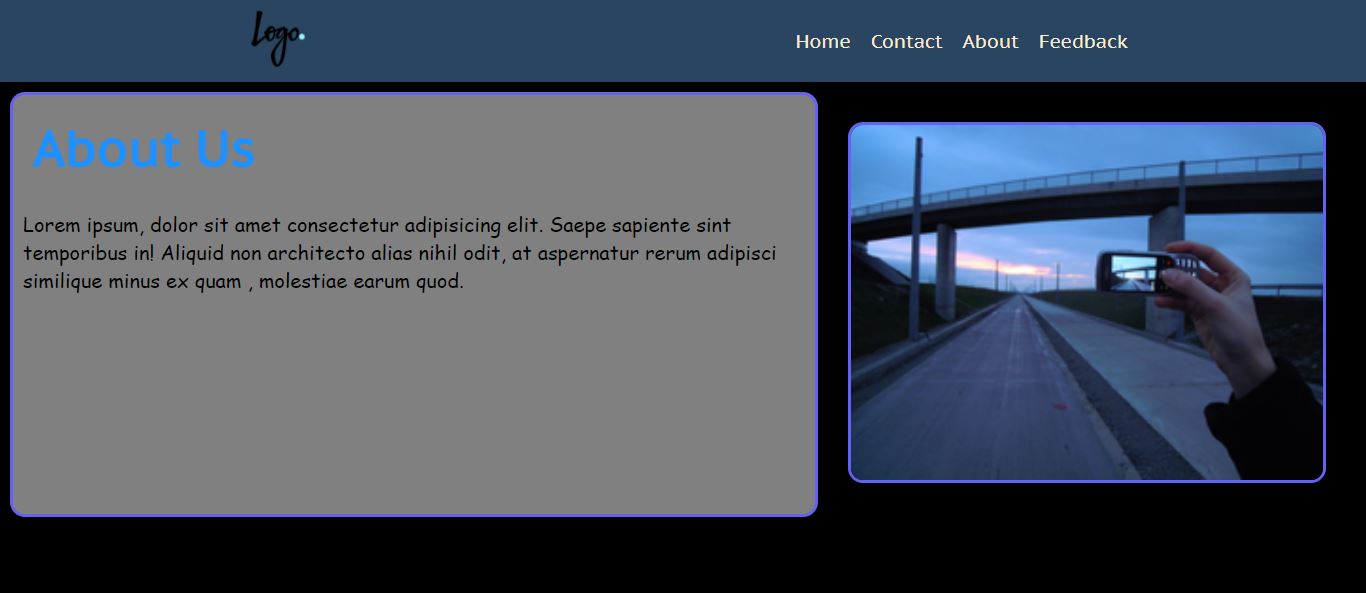 Logo.
Home Contact About Feedback
About Us
Lorem ipsum, dolor sit amet consectetur adipisicing elit. Saepe sapiente sint
temporibus in! Aliquid non architecto alias nihil odit, at aspernatur rerum adipisci
similique minus ex quam , molestiae earum quod.